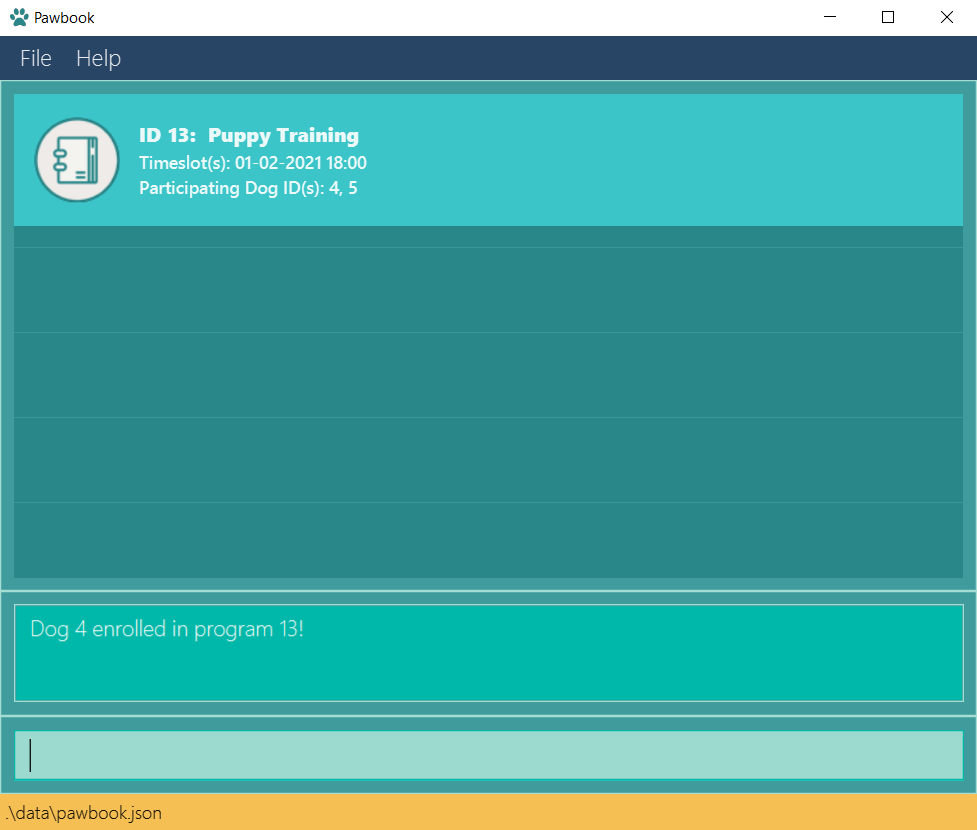 Pawbook
File Help
ID 13: Puppy Training
Timeslot(s): 01-02-2021 18:00
Participating Dog ID(s): 4, 5
Dog 4 enrolled in program 13!
.\data\pawbook.json